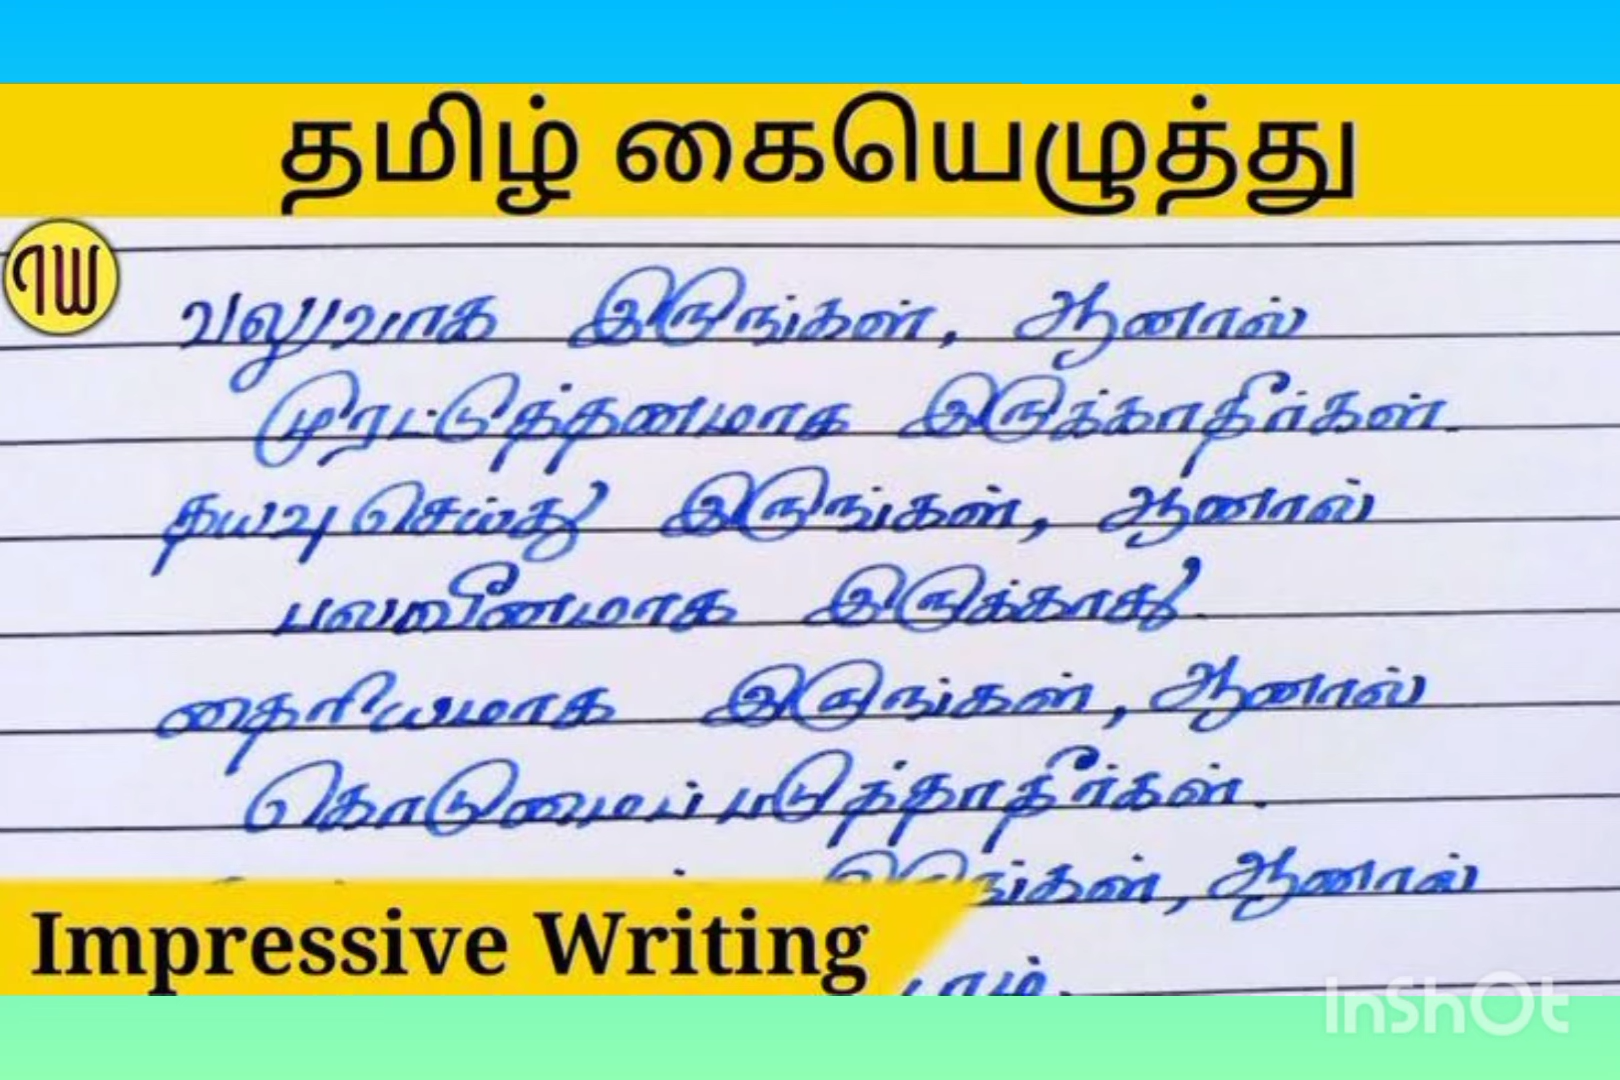 தமிழ் கையெழுத்து
வலுவாக இருங்கள், ஆனால்
முரட்டுத்தனமாக இருக்காதீர்கள்.
தயவு செய்து இருங்கள், ஆனால்
பலவீனமாக இருக்காது.
தைரியமாக இருங்கள், ஆனால்
கொடுமைப் படுத்தாதீர்கள்.
இருங்கள், ஆனால்
Impressive Writing
InShOt